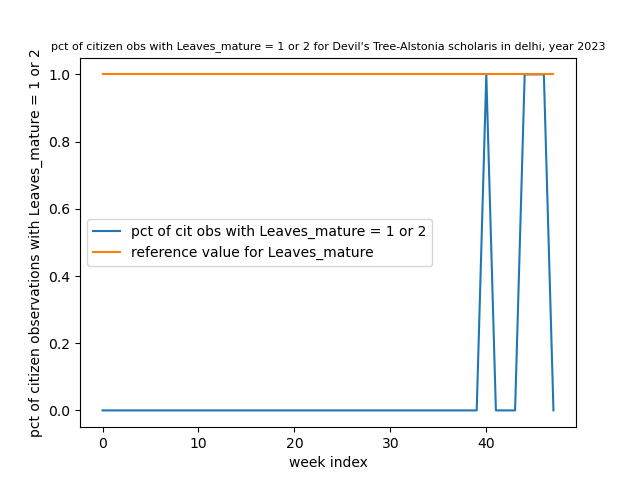 pct of citizen obs with Leaves_mature = 1 or 2 for Devil's Tree-Alstonia scholaris in delhi, year 2023
pct of citizen observations with Leaves_mature = 1 or 2
1.0
0.8
0.6
0.4
0.2
0.0
pct of cit obs with Leaves_mature = 1 or 2
reference value for Leaves_mature
0 10 20 30 40
week index